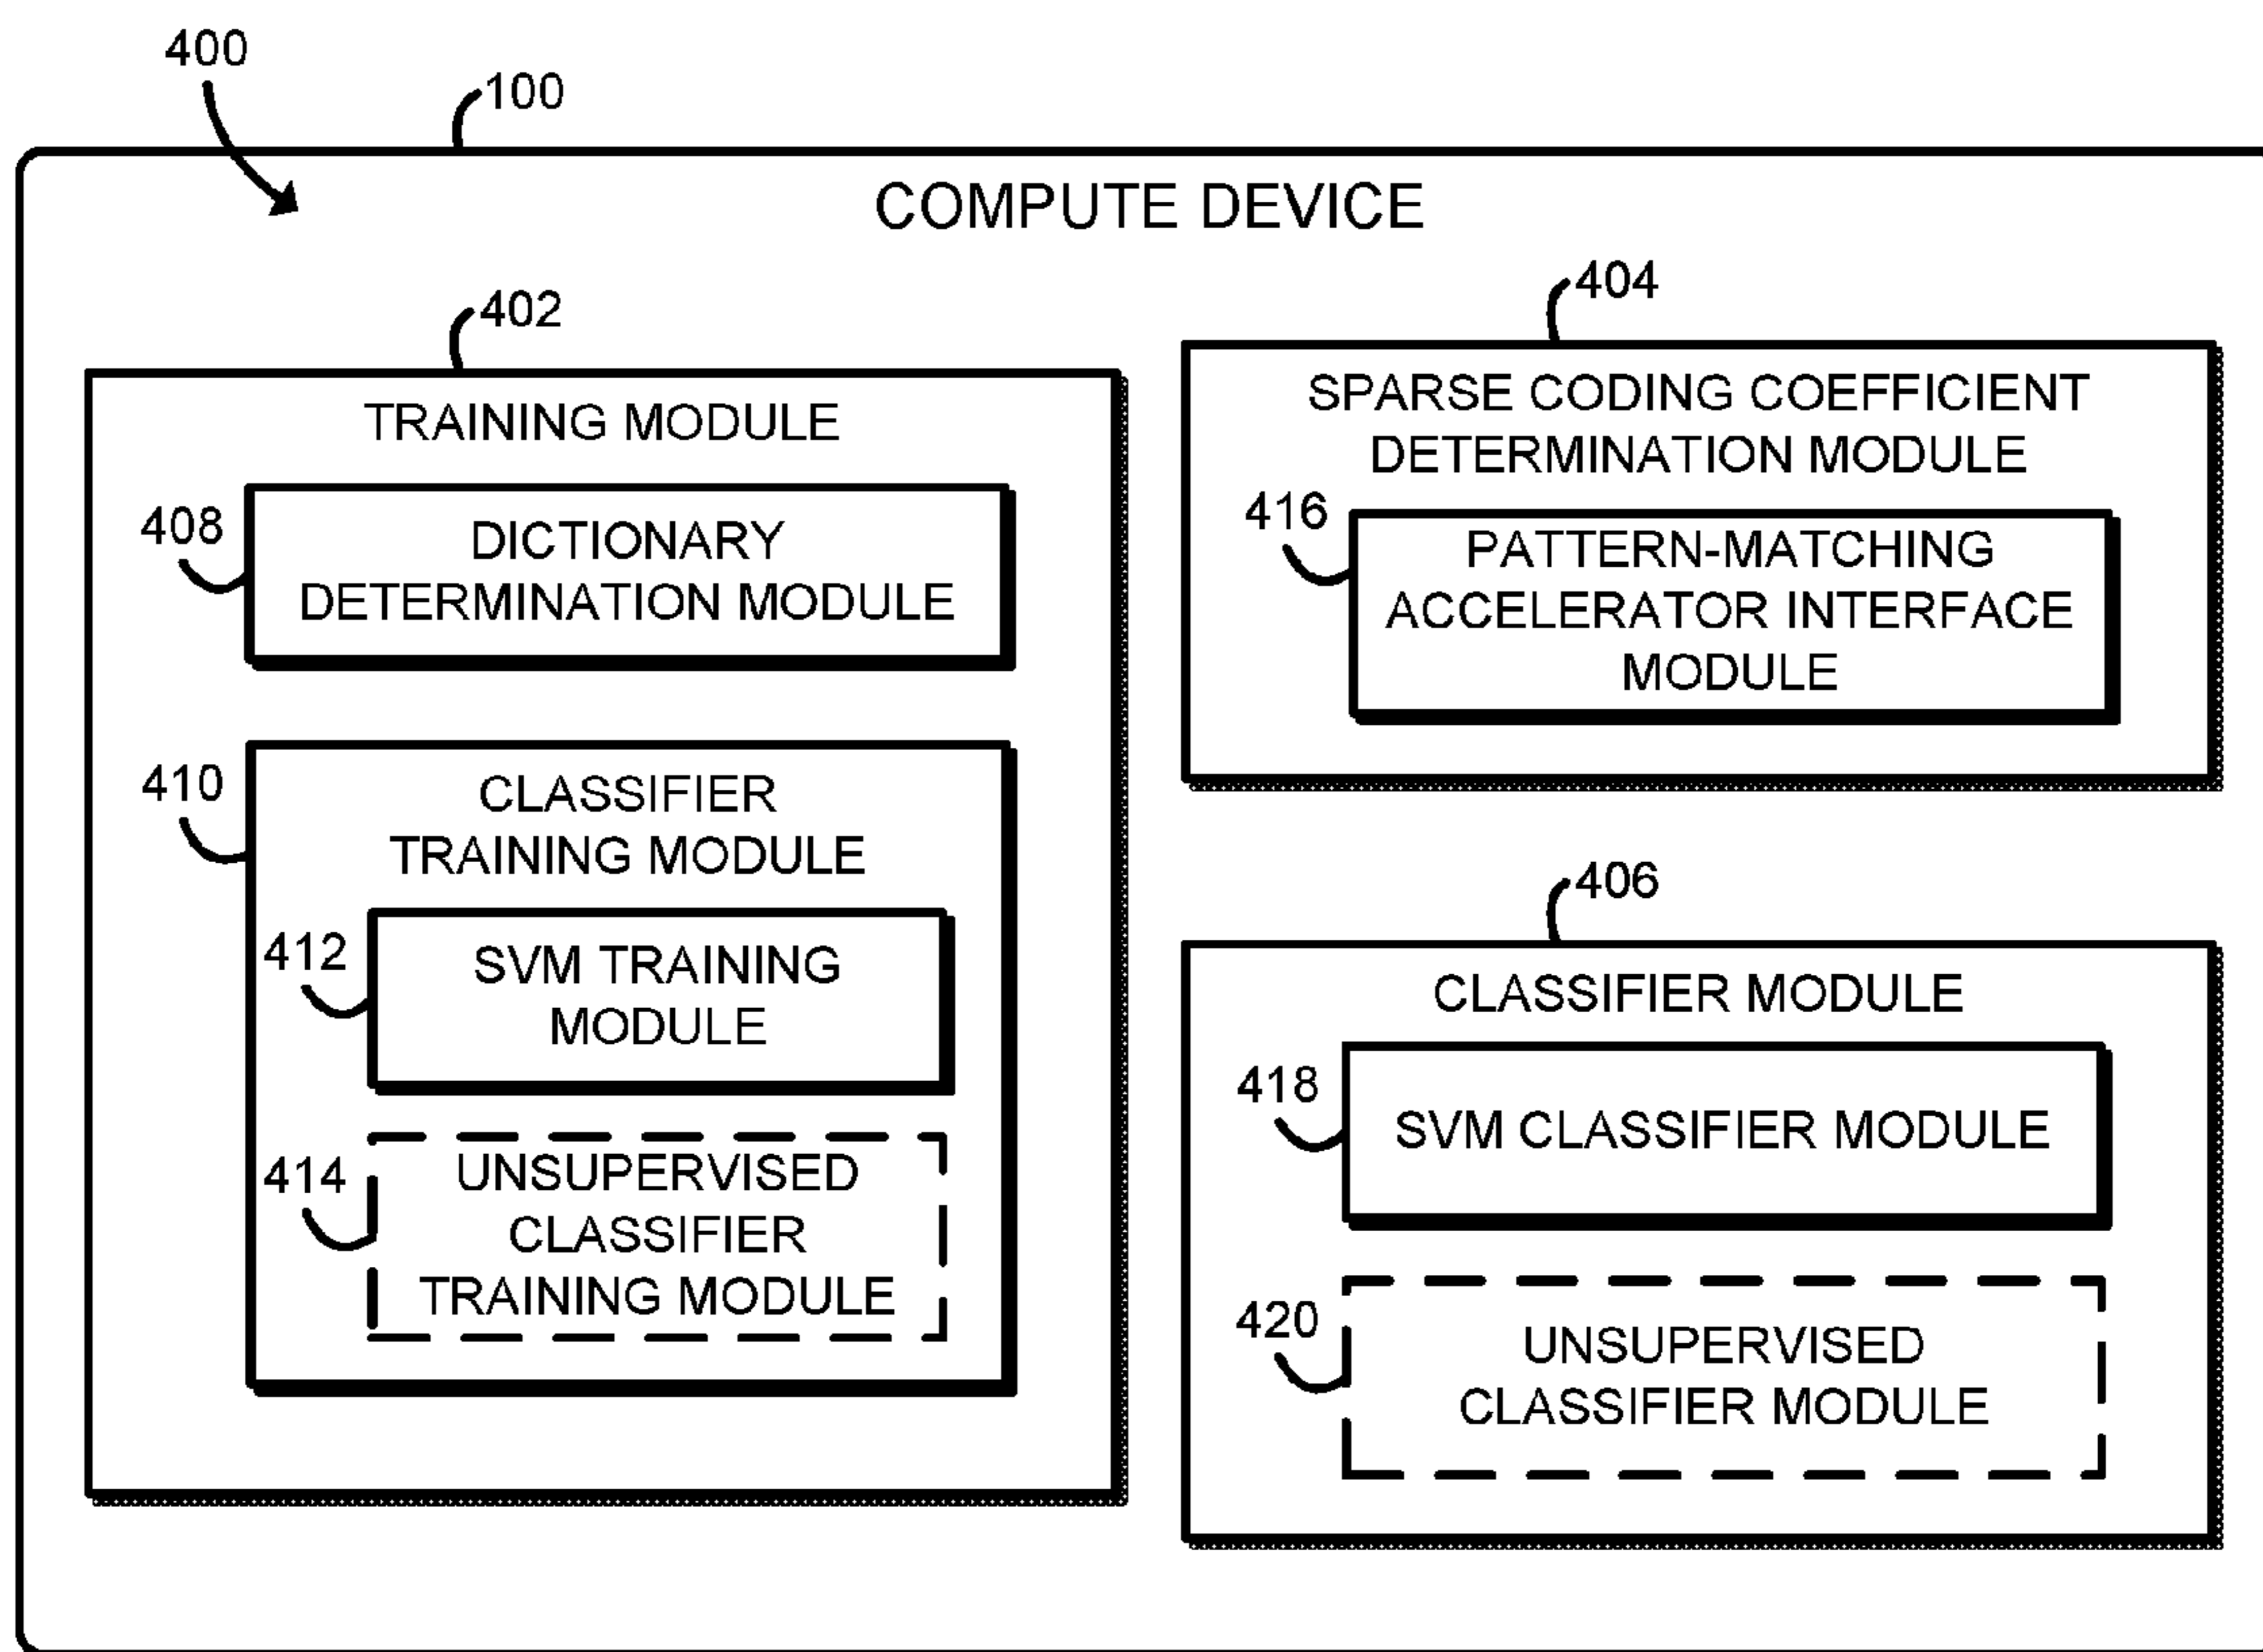 400
100
COMPUTE DEVICE
402
TRAINING MODULE
408
DICTIONARY
DETERMINATION MODULE
410
CLASSIFIER
TRAINING MODULE
412
SVM TRAINING
MODULE
414
UNSUPERVISED
CLASSIFIER
TRAINING MODULE
404
SPARSE CODING COEFFICIENT
DETERMINATION MODULE
416
PATTERN-MATCHING
ACCELERATOR INTERFACE
MODULE
406
CLASSIFIER MODULE
418
SVM CLASSIFIER MODULE
420
UNSUPERVISED
CLASSIFIER MODULE